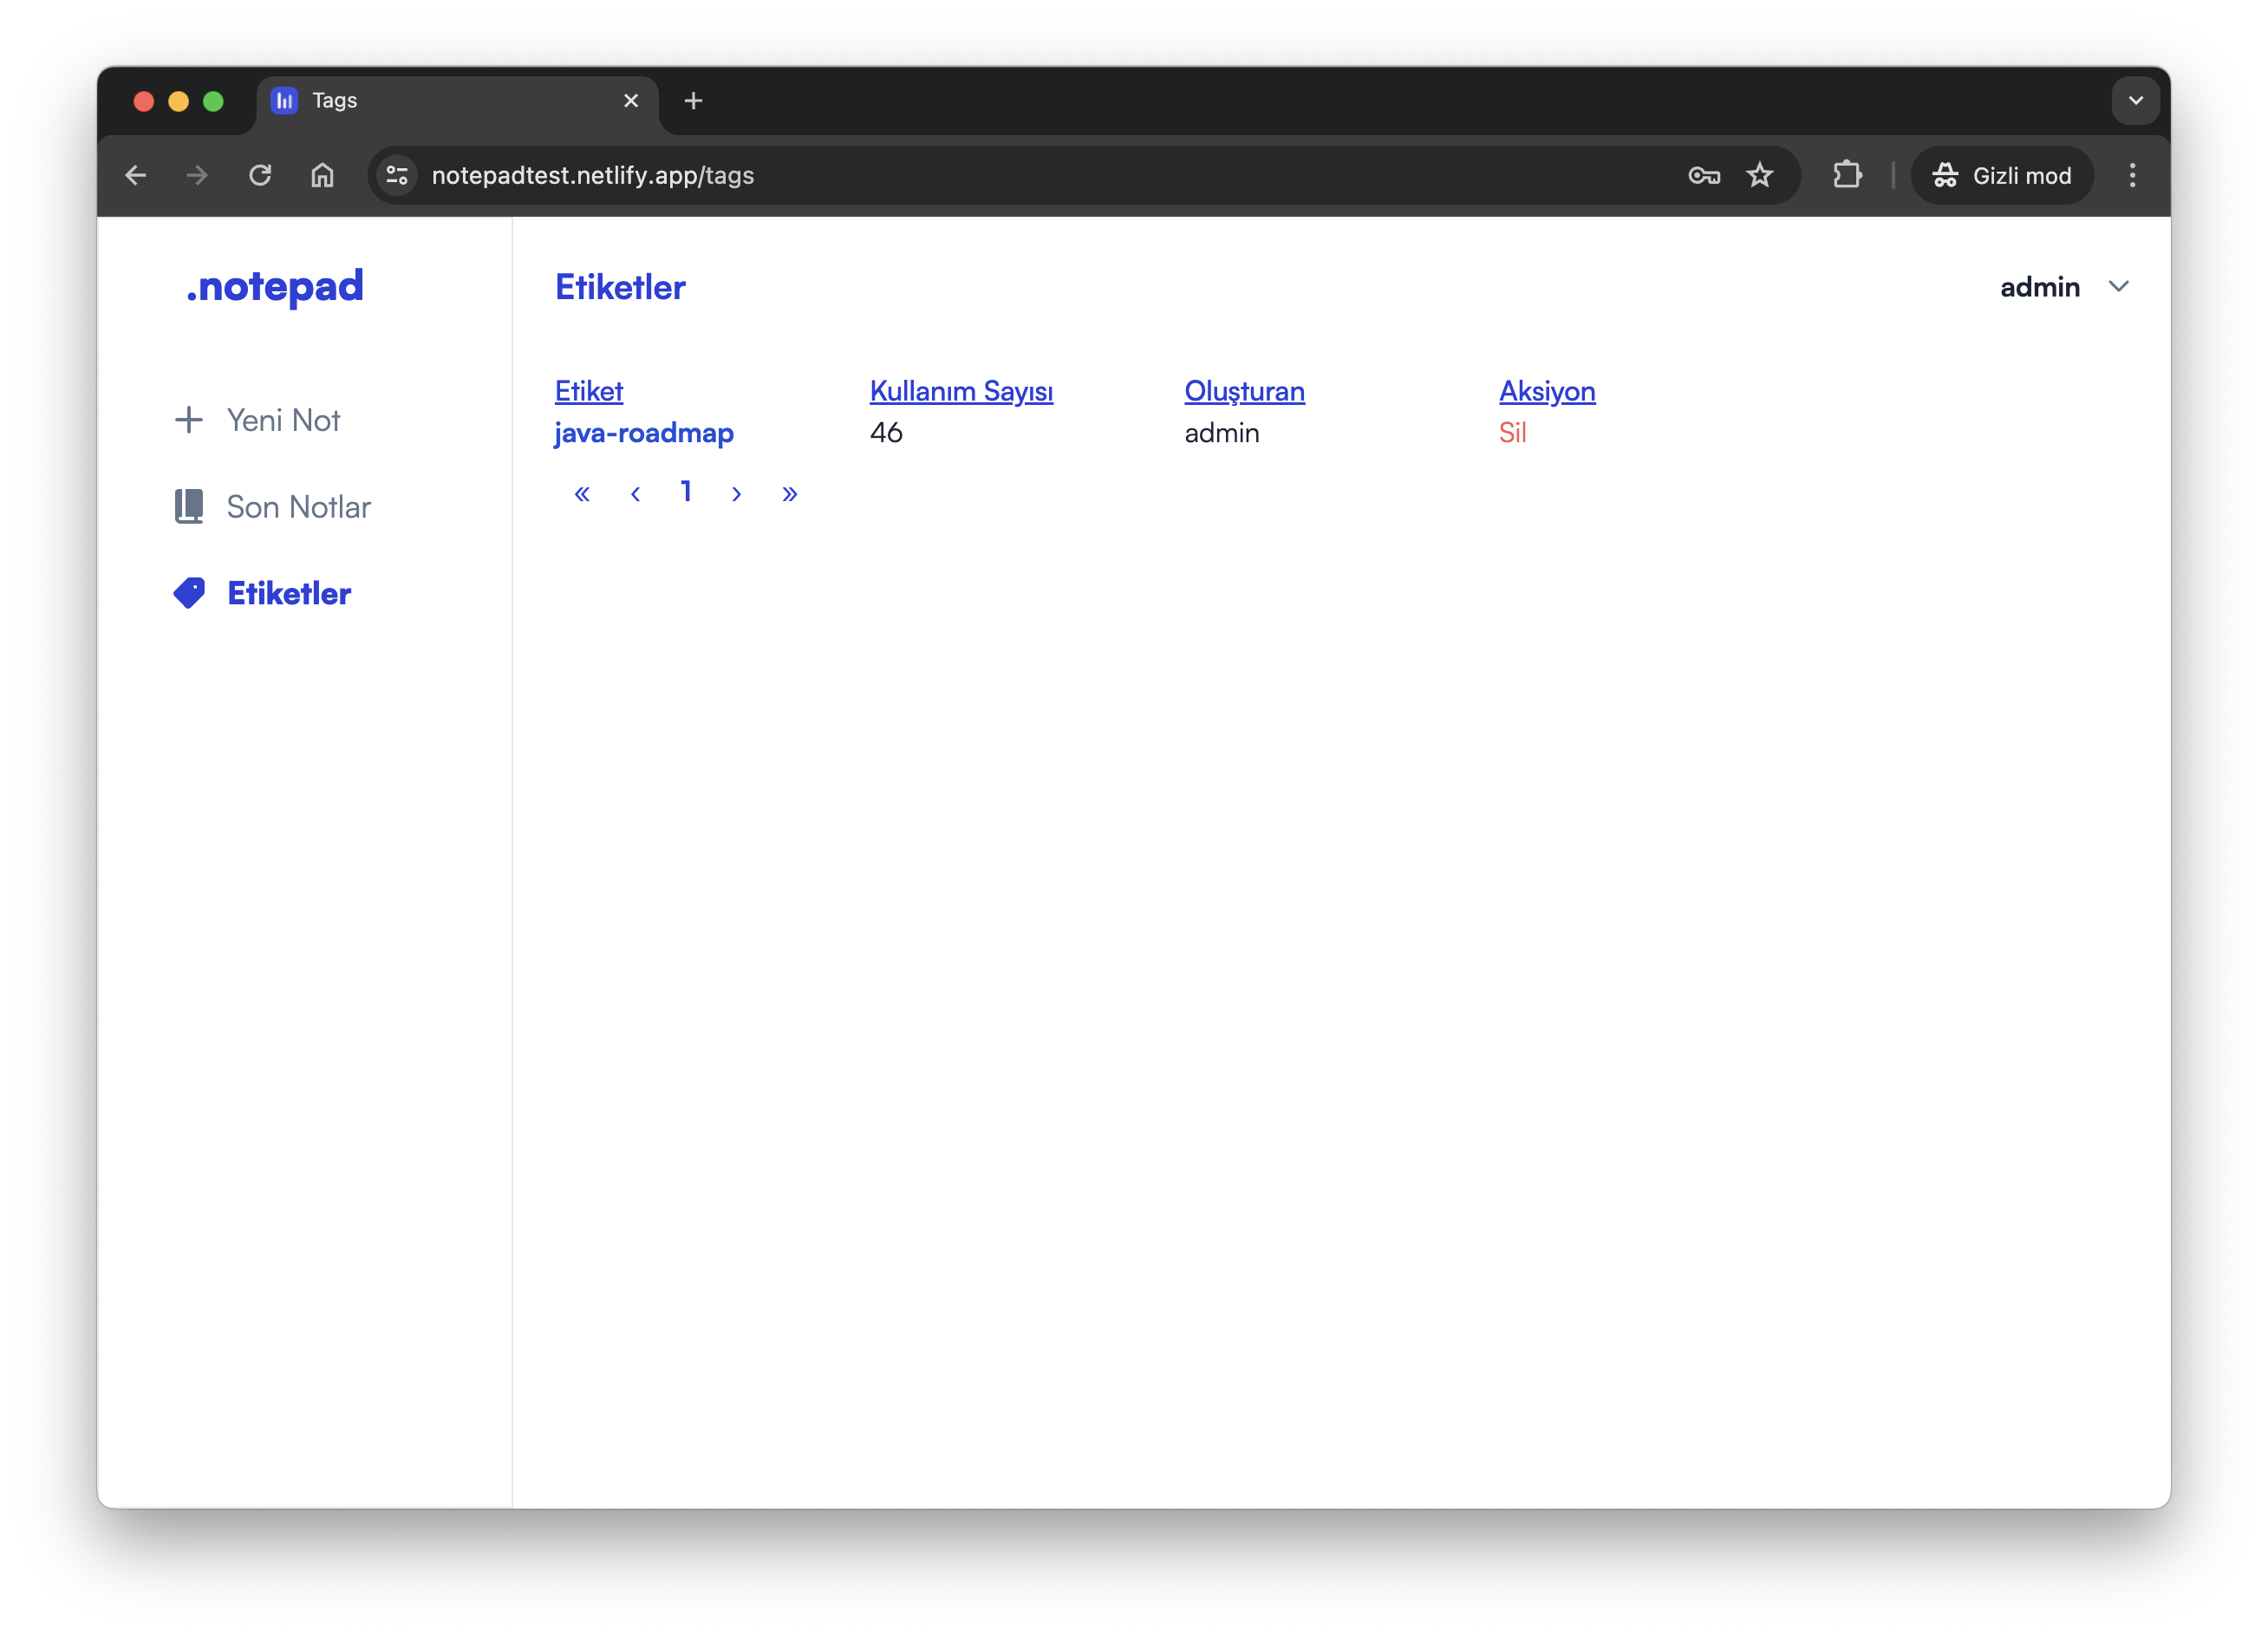 Tags
notepadtest.netlify.app/tags
Gizli mod
.notepad
Yeni Not
Son Notlar
Etiketler
Etiketler
admin
Etiket Kullanım Sayısı Oluşturan Aksiyon
java-roadmap 46 admin Sil
« ‹ 1 › »